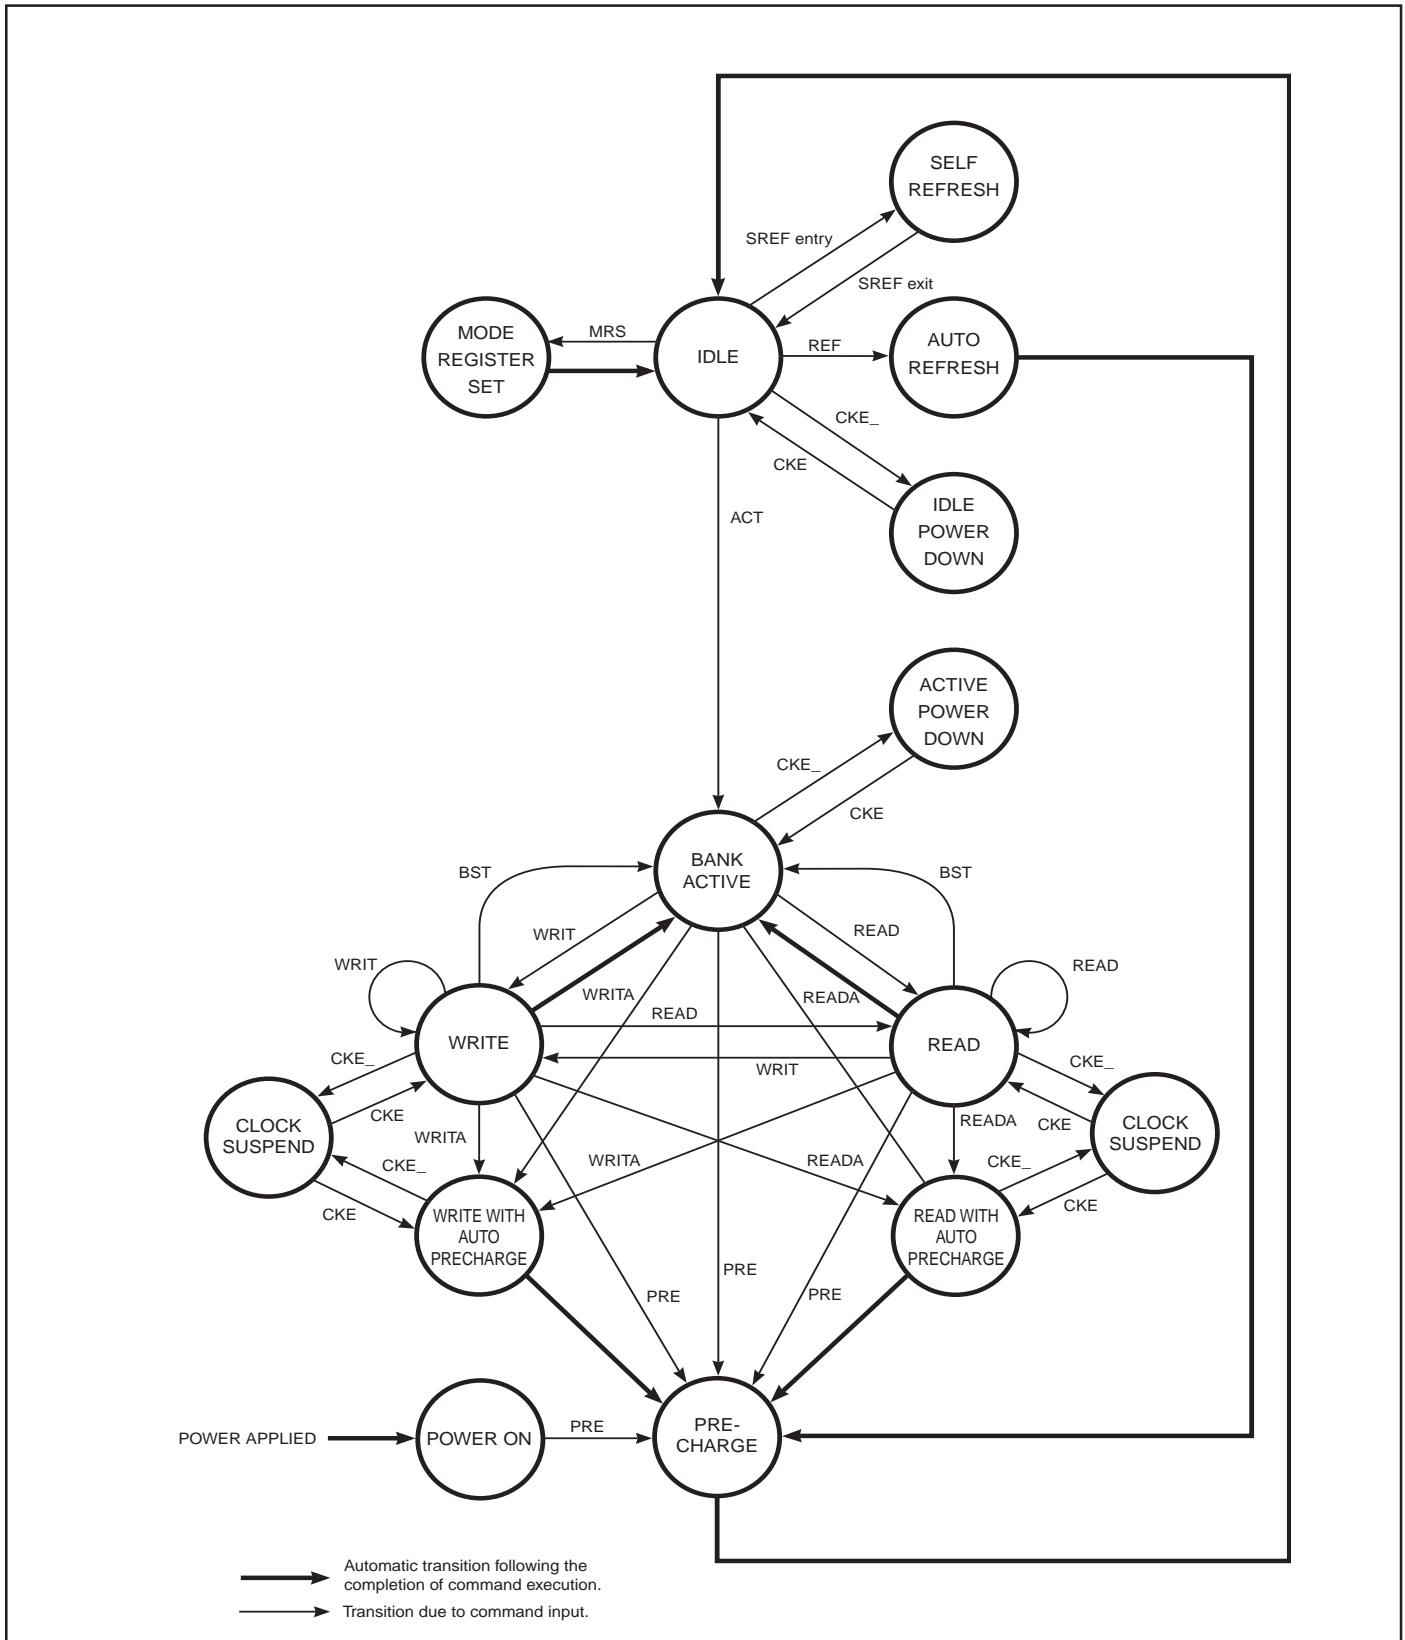 SELF
REFRESH
SREF entry
SREF exit
MODE
REGISTER
SET
MRS
IDLE
REF
AUTO
REFRESH
CKE_
CKE
IDLE
POWER
DOWN
ACT
ACTIVE
POWER
DOWN
CKE_
CKE
BANK
ACTIVE
BST
BST
WRIT
READ
WRIT
READ
WRITA
READA
READ
WRITE
READ
WRIT
CKE_
CKE_
CKE
CKE
CLOCK
SUSPEND
CLOCK
SUSPEND
WRITA
READA
CKE_
WRITA
READA
CKE_
CKE
CKE
WRITE WITH
AUTO
PRECHARGE
READ WITH
AUTO
PRECHARGE
PRE
PRE
PRE
POWER APPLIED
POWER ON
PRE
PRE-
CHARGE
Automatic transition following the
completion of command execution.
Transition due to command input.